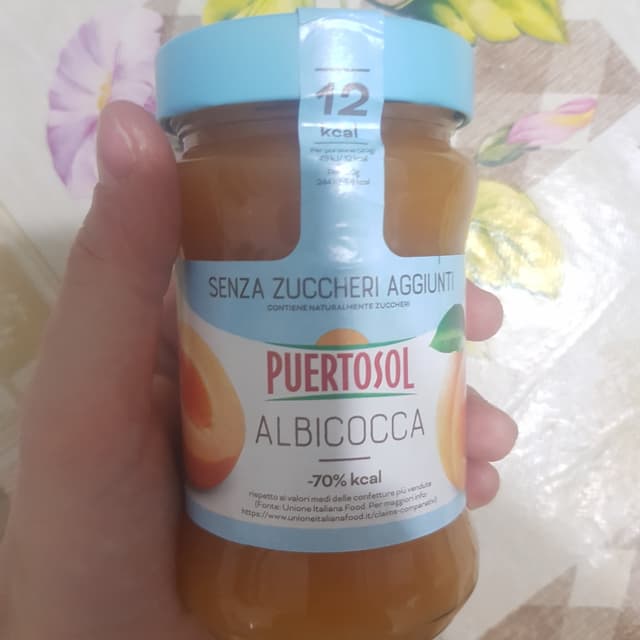 12
kcal
SENZA ZUCCHERI AGGIUNTI
CONTIENE NATURALMENTE ZUCCHERI
PUERTOSOL
ALBICOCCA
-70% kcal
rispetto ai valori medi delle confetture più vendute
(Fonte: Unione Italiana Food. Per maggiori info:
https://www.unioneitalianafood.it/claims-comparativi)